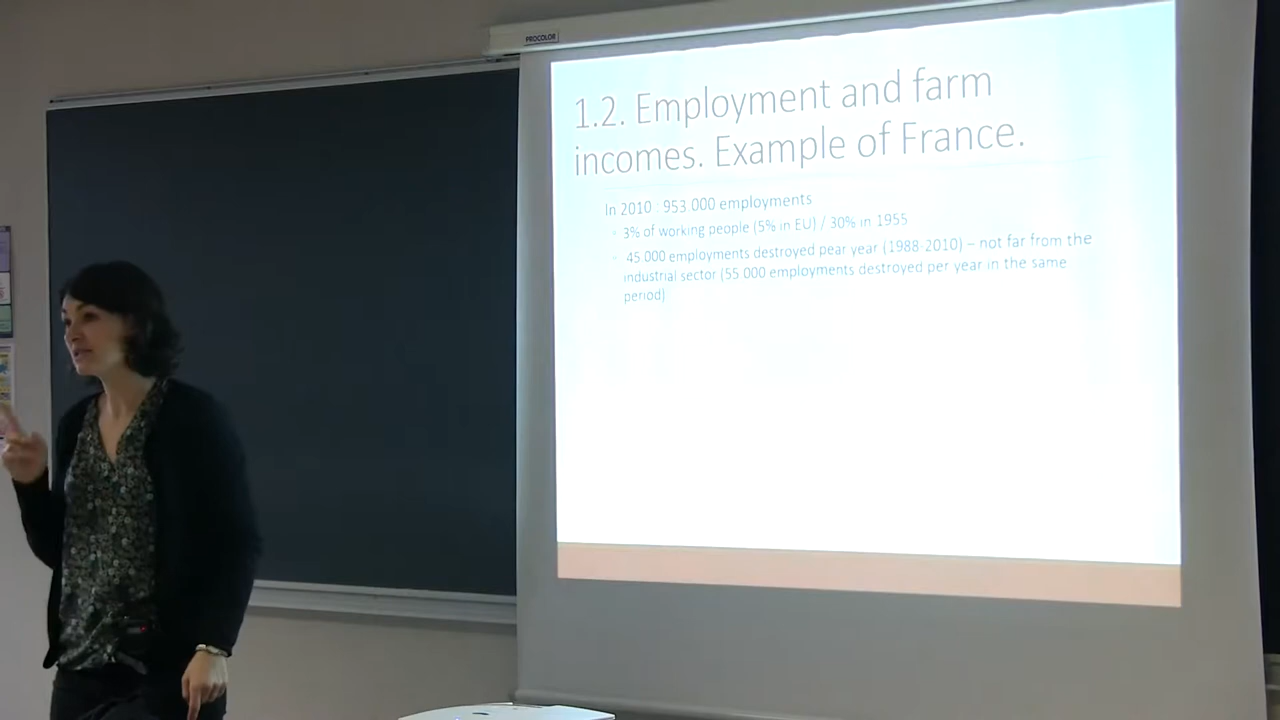 PROCOLOR
1.2. Employment and farm
incomes. Example of France.
In 2010 : 953 000 employments
3% of working people (5% in EU) / 30% in 1955
45 000 employments destroyed pear year (1988-2010) – not far from the
industrial sector (55 000 employments destroyed per year in the same
period)